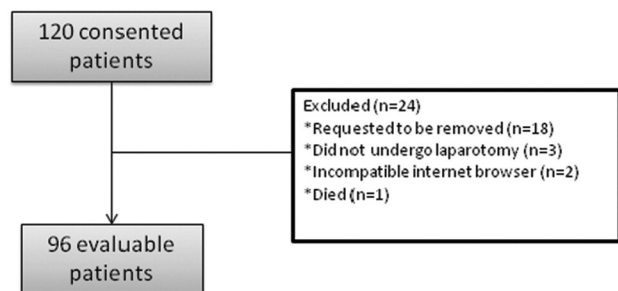 120 consented
patients
Excluded (n=24)
*Requested to be removed (n=18)
*Did not undergo laparotomy (n=3)
*Incompatible internet browser (n=2)
*Died (n=1)
96 evaluable
patients